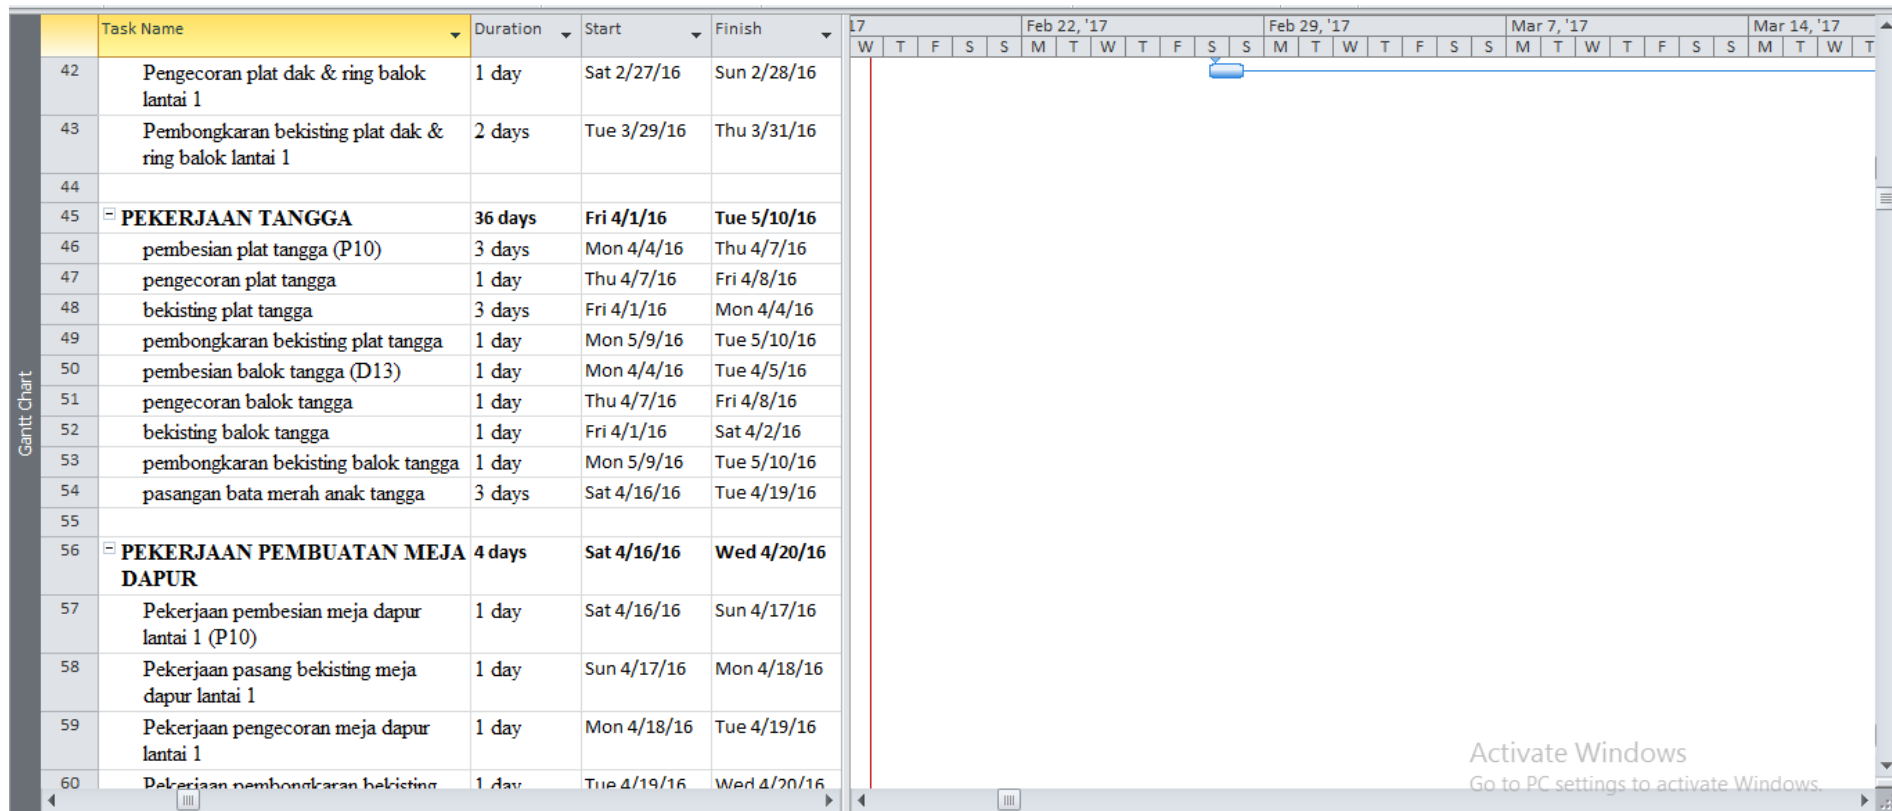 Task Name Duration Start Finish
17 Feb 22, '17 Feb 29, '17 Mar 7, '17 Mar 14, '17
W T F S S M T W T F S S M T W T F S S M T W T F S S M T W T
42 Pengecoran plat dak & ring balok 1 day Sat 2/27/16 Sun 2/28/16
lantai 1
43 Pembongkaran bekisting plat dak & 2 days Tue 3/29/16 Thu 3/31/16
ring balok lantai 1
44
45 PEKERJAAN TANGGA 36 days Fri 4/1/16 Tue 5/10/16
46 pembesian plat tangga (P10) 3 days Mon 4/4/16 Thu 4/7/16
47 pengecoran plat tangga 1 day Thu 4/7/16 Fri 4/8/16
48 bekisting plat tangga 3 days Fri 4/1/16 Mon 4/4/16
49 pembongkaran bekisting plat tangga 1 day Mon 5/9/16 Tue 5/10/16
50 pembesian balok tangga (D13) 1 day Mon 4/4/16 Tue 4/5/16
51 pengecoran balok tangga 1 day Thu 4/7/16 Fri 4/8/16
52 bekisting balok tangga 1 day Fri 4/1/16 Sat 4/2/16
53 pembongkaran bekisting balok tangga 1 day Mon 5/9/16 Tue 5/10/16
54 pasangan bata merah anak tangga 3 days Sat 4/16/16 Tue 4/19/16
55
56 PEKERJAAN PEMBUATAN MEJA 4 days Sat 4/16/16 Wed 4/20/16
DAPUR
57 Pekerjaan pembesian meja dapur 1 day Sat 4/16/16 Sun 4/17/16
lantai 1 (P10)
58 Pekerjaan pasang bekisting meja 1 day Sun 4/17/16 Mon 4/18/16
dapur lantai 1
59 Pekerjaan pengecoran meja dapur 1 day Mon 4/18/16 Tue 4/19/16
lantai 1
60 Pekerjaan pembongkaran bekisting 1 day Tue 4/19/16 Wed 4/20/16
Gantt Chart
Activate Windows
Go to PC settings to activate Windows.